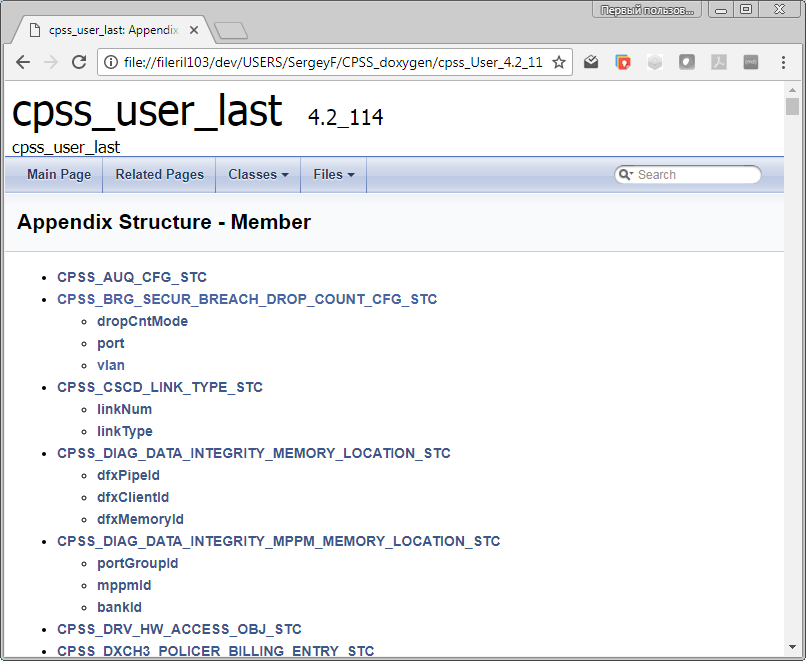 Первый пользов...
cpss_user_last: Appendix
file://fileril103/dev/USERS/SergeyF/CPSS_doxygen/cpss_User_4.2_11
cpss_user_last 4.2_114
cpss_user_last
Main Page Related Pages Classes Files Search
Appendix Structure - Member
CPSS_AUQ_CFG_STC
CPSS_BRG_SECUR_BREACH_DROP_COUNT_CFG_STC
dropCntMode
port
vlan
CPSS_CSCD_LINK_TYPE_STC
linkNum
linkType
CPSS_DIAG_DATA_INTEGRITY_MEMORY_LOCATION_STC
dfxPipeId
dfxClientId
dfxMemoryId
CPSS_DIAG_DATA_INTEGRITY_MPPM_MEMORY_LOCATION_STC
portGroupId
mppmId
bankId
CPSS_DRV_HW_ACCESS_OBJ_STC
CPSS_DXCH3_POLICER_BILLING_ENTRY_STC